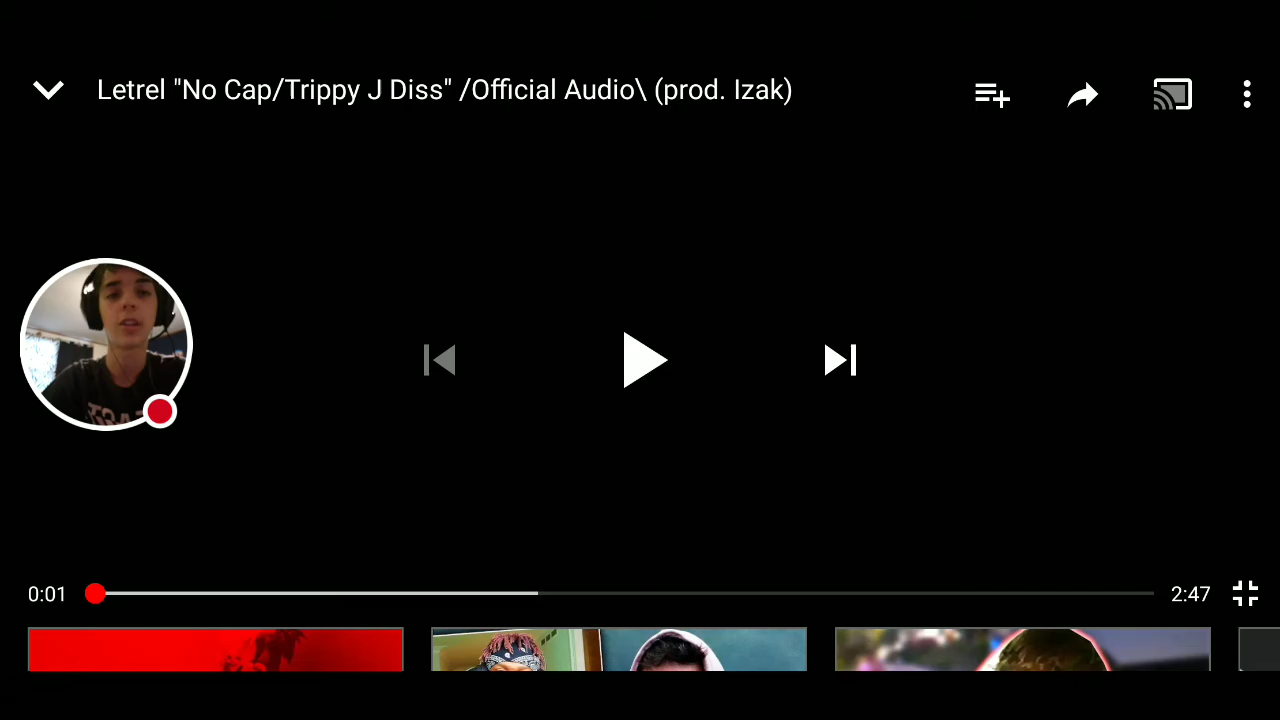 Letrel "No Cap/Trippy J Diss" /Official Audio\ (prod. Izak)
0:01
2:47